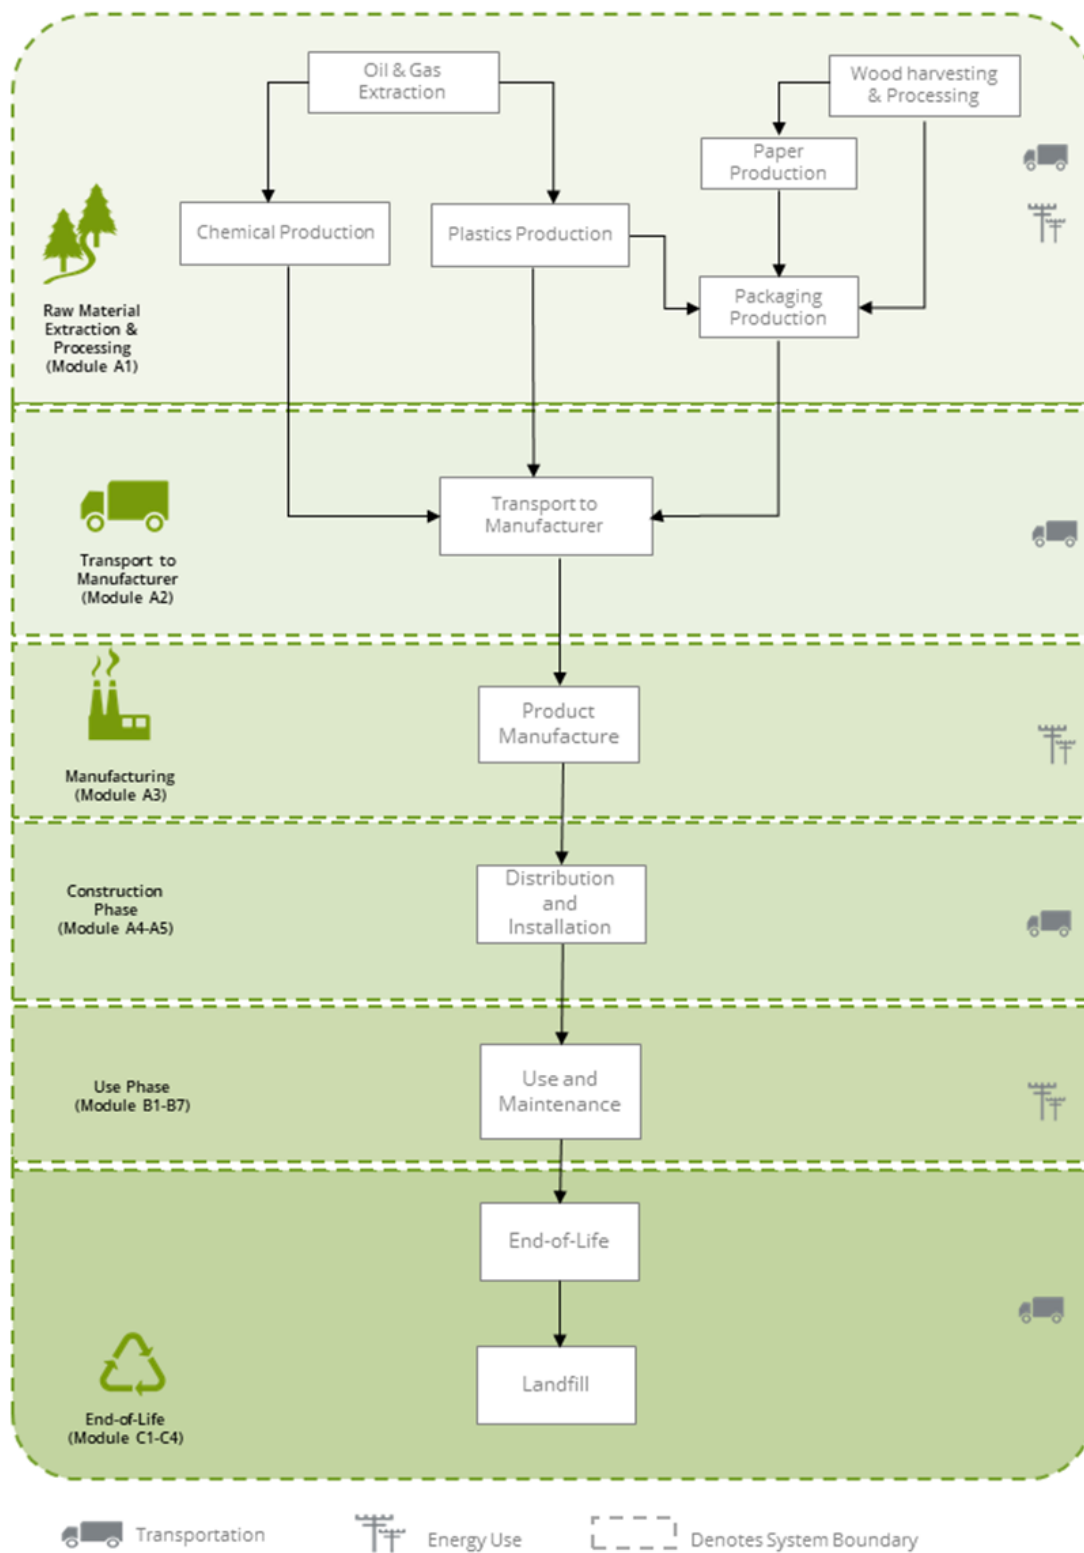 Oil & Gas
Extraction
Wood harvesting
& Processing
Paper
Production
Chemical Production
Plastics Production
Packaging
Production
Raw Material
Extraction &
Processing
(Module A1)
Transport to
Manufacturer
Transport to
Manufacturer
(Module A2)
Product
Manufacture
Manufacturing
(Module A3)
Distribution
and
Installation
Construction
Phase
(Module A4-A5)
Use and
Maintenance
Use Phase
(Module B1-B7)
End-of-Life
Landfill
End-of-Life
(Module C1-C4)
Transportation
Energy Use
Denotes System Boundary